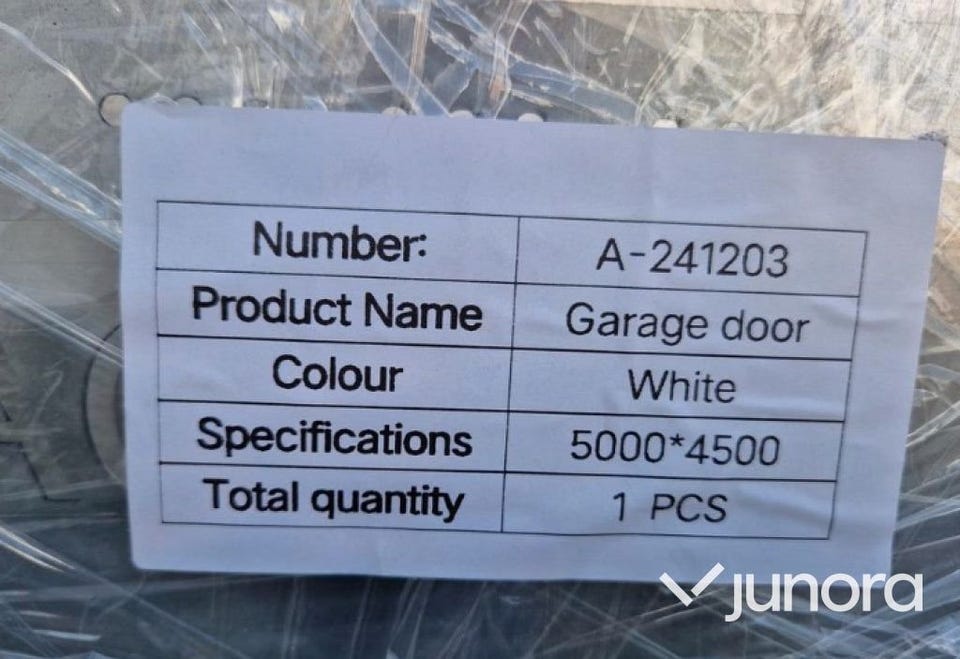 Number: A-241203
Product Name Garage door
Colour White
Specifications 5000*4500
Total quantity 1 PCS
junora